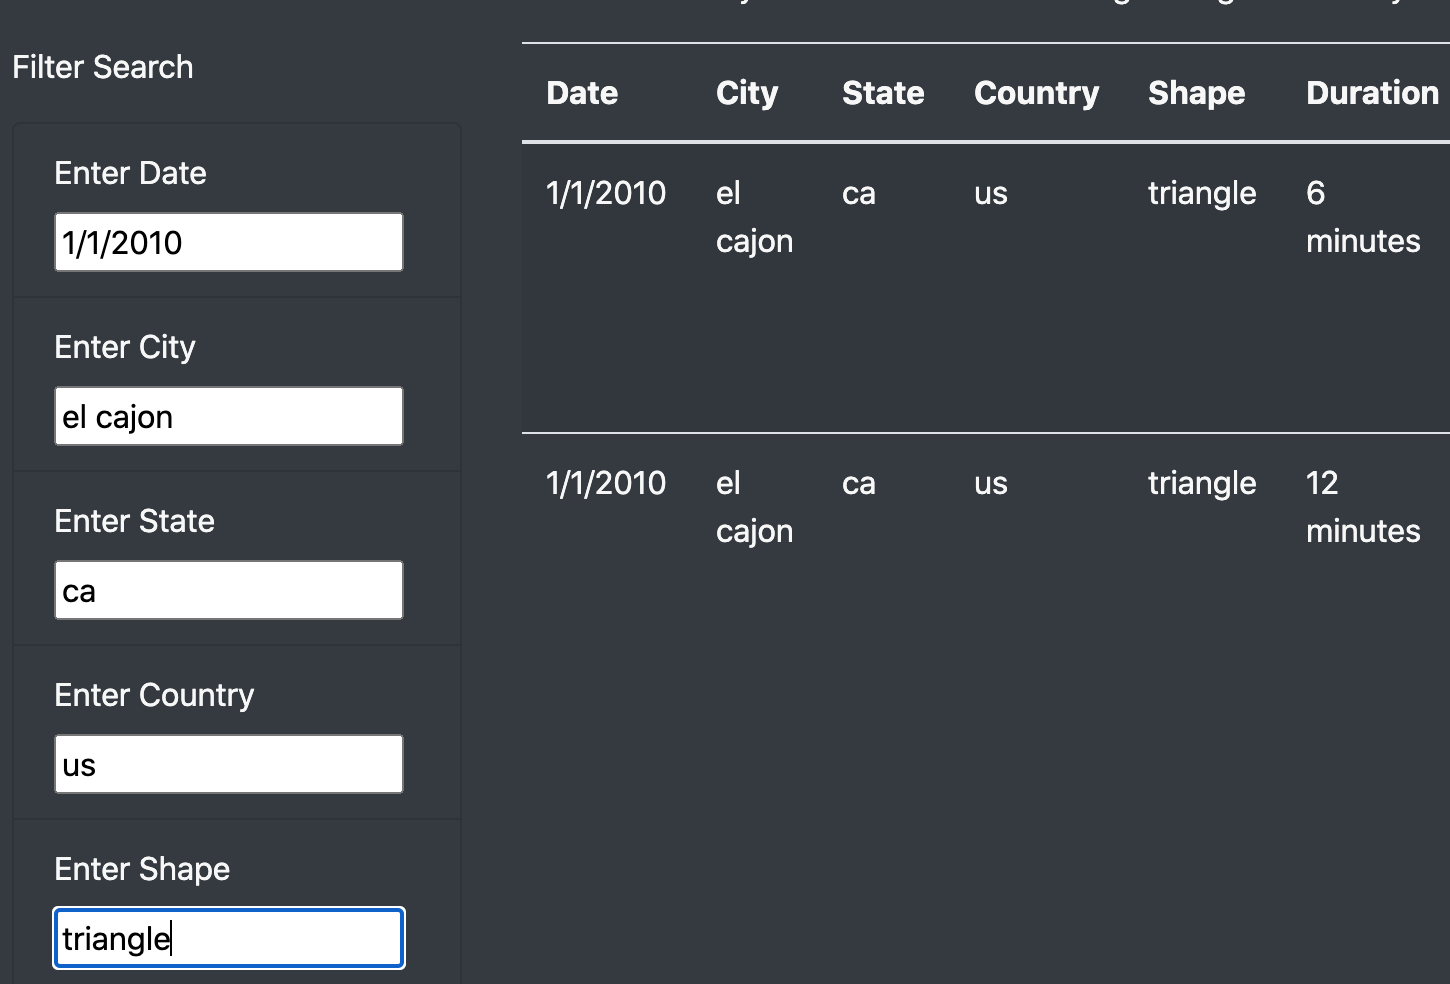 Filter Search
Enter Date
1/1/2010
Enter City
el cajon
Enter State
ca
Enter Country
us
Enter Shape
triangle
Date City State Country Shape Duration
1/1/2010 el ca us triangle 6
cajon minutes
1/1/2010 el ca us triangle 12
cajon minutes